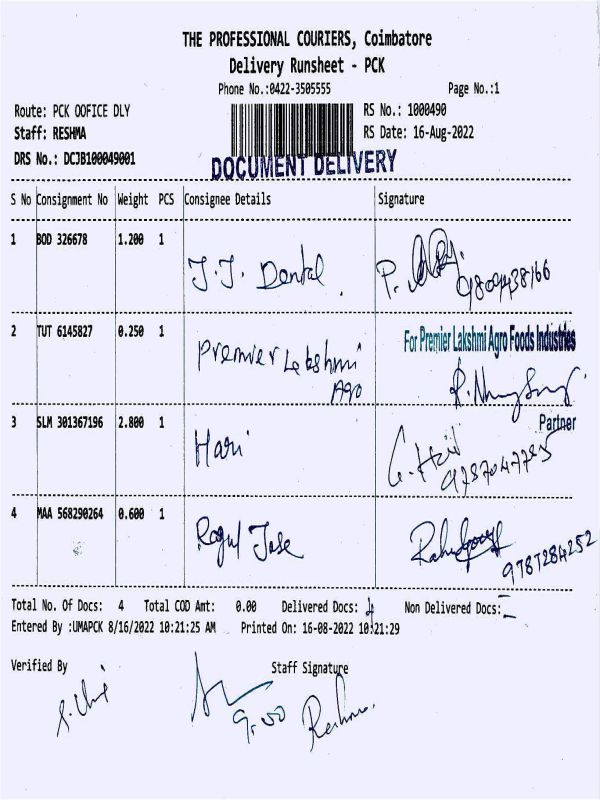 THE PROFESSIONAL COURIERS, Coimbatore
Delivery Runsheet - PCK
Phone No.:0422-3505555 Page No.:1
Route: PCK OOFICE DLY RS No.: 1000490
Staff: RESHMA RS Date: 16-Aug-2022
DRS No.: DCJB100049001
DOCUMENT DELIVERY
S No Consignment No Weight PCS Consignee Details Signature
1 BOD 326678 1.200 1 J.J. Dental P.
2 TUT 6145827 0.250 1 Premier Lakshmi Agro For Premier Lakshmi Agro Foods Industries
Partner
3 SLM 301367196 2.800 1 Hari G. Hari
4 MAA 568290264 0.600 1 Ragul Jose 9787284252
Total No. Of Docs: 4 Total COD Amt: 0.00 Delivered Docs: 4 Non Delivered Docs: -
Entered By :UMAPCK 8/16/2022 10:21:25 AM Printed On: 16-08-2022 10:21:29
Verified By Staff Signature
9.00 Reshma.